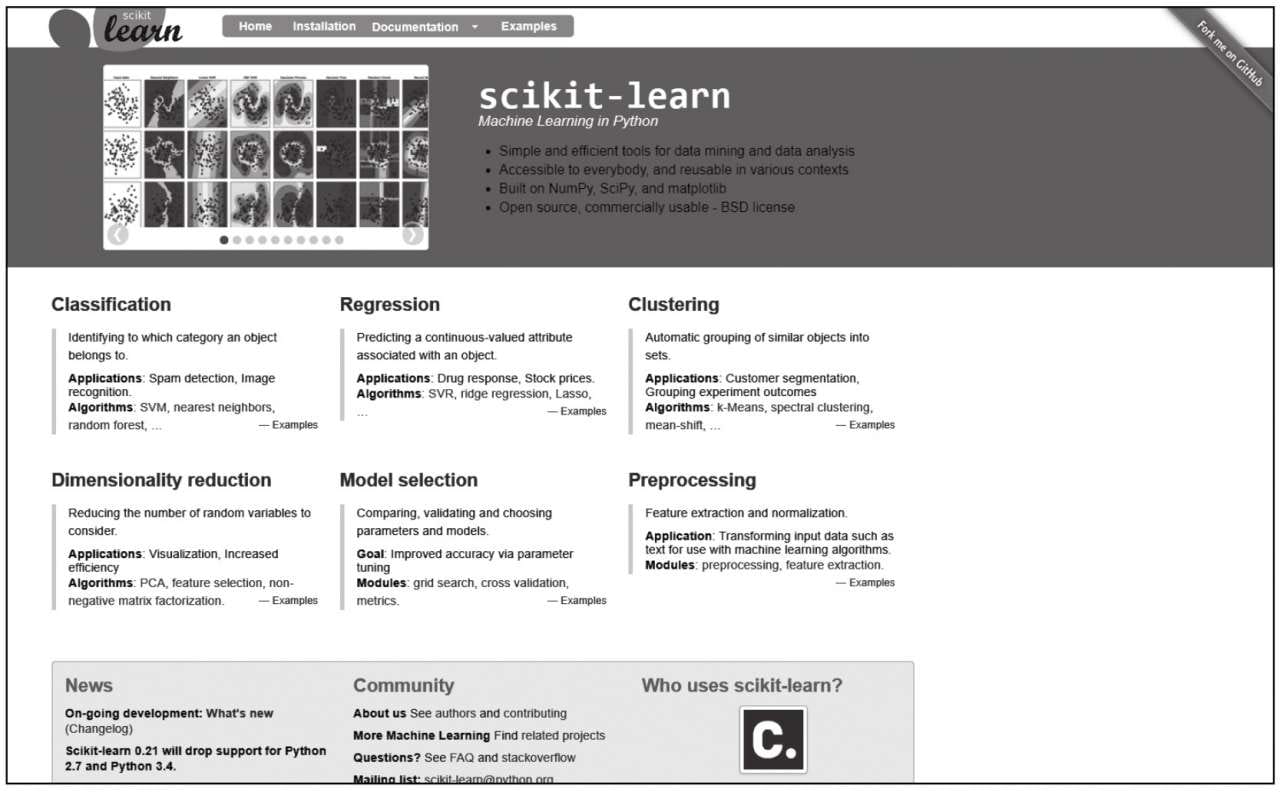 scikit
learn
Home Installation Documentation Examples
Fork me on GitHub
scikit-learn
Machine Learning in Python
• Simple and efficient tools for data mining and data analysis
• Accessible to everybody, and reusable in various contexts
• Built on NumPy, SciPy, and matplotlib
• Open source, commercially usable - BSD license
Classification
Identifying to which category an object
belongs to.
Applications: Spam detection, Image
recognition.
Algorithms: SVM, nearest neighbors,
random forest, ...
— Examples
Regression
Predicting a continuous-valued attribute
associated with an object.
Applications: Drug response, Stock prices.
Algorithms: SVR, ridge regression, Lasso,
...
— Examples
Clustering
Automatic grouping of similar objects into
sets.
Applications: Customer segmentation,
Grouping experiment outcomes
Algorithms: k-Means, spectral clustering,
mean-shift, ...
— Examples
Dimensionality reduction
Reducing the number of random variables to
consider.
Applications: Visualization, Increased
efficiency
Algorithms: PCA, feature selection, non-
negative matrix factorization.
— Examples
Model selection
Comparing, validating and choosing
parameters and models.
Goal: Improved accuracy via parameter
tuning
Modules: grid search, cross validation,
metrics.
— Examples
Preprocessing
Feature extraction and normalization.
Application: Transforming input data such as
text for use with machine learning algorithms.
Modules: preprocessing, feature extraction.
— Examples
News
On-going development: What's new
(Changelog)
Scikit-learn 0.21 will drop support for Python
2.7 and Python 3.4.
Community
About us See authors and contributing
More Machine Learning Find related projects
Questions? See FAQ and stackoverflow
Mailing list: scikit-learn@python.org
Who uses scikit-learn?
C.